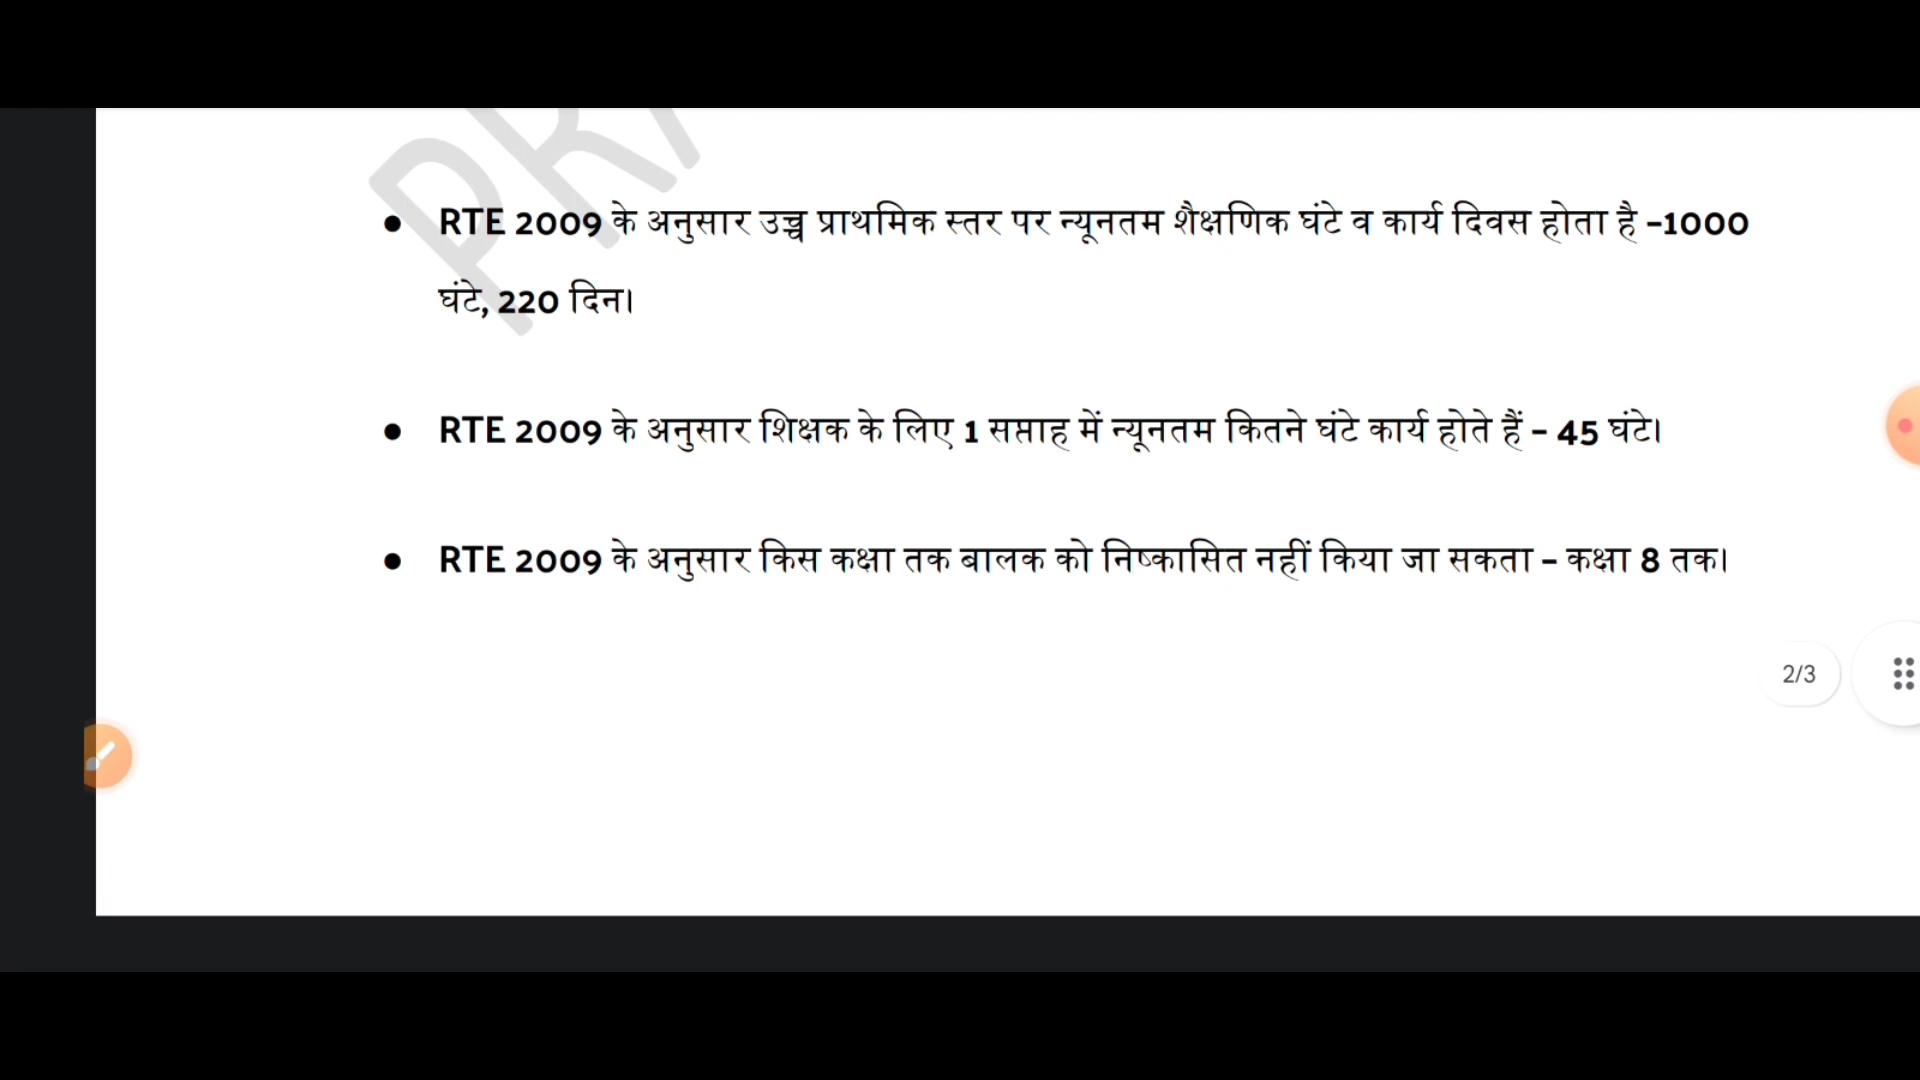 PRA
● RTE 2009 के अनुसार उच्च प्राथमिक स्तर पर न्यूनतम शैक्षणिक घंटे व कार्य दिवस होता है –1000
घंटे, 220 दिन।
● RTE 2009 के अनुसार शिक्षक के लिए 1 सप्ताह में न्यूनतम कितने घंटे कार्य होते हैं – 45 घंटे।
● RTE 2009 के अनुसार किस कक्षा तक बालक को निष्कासित नहीं किया जा सकता – कक्षा 8 तक।
2/3